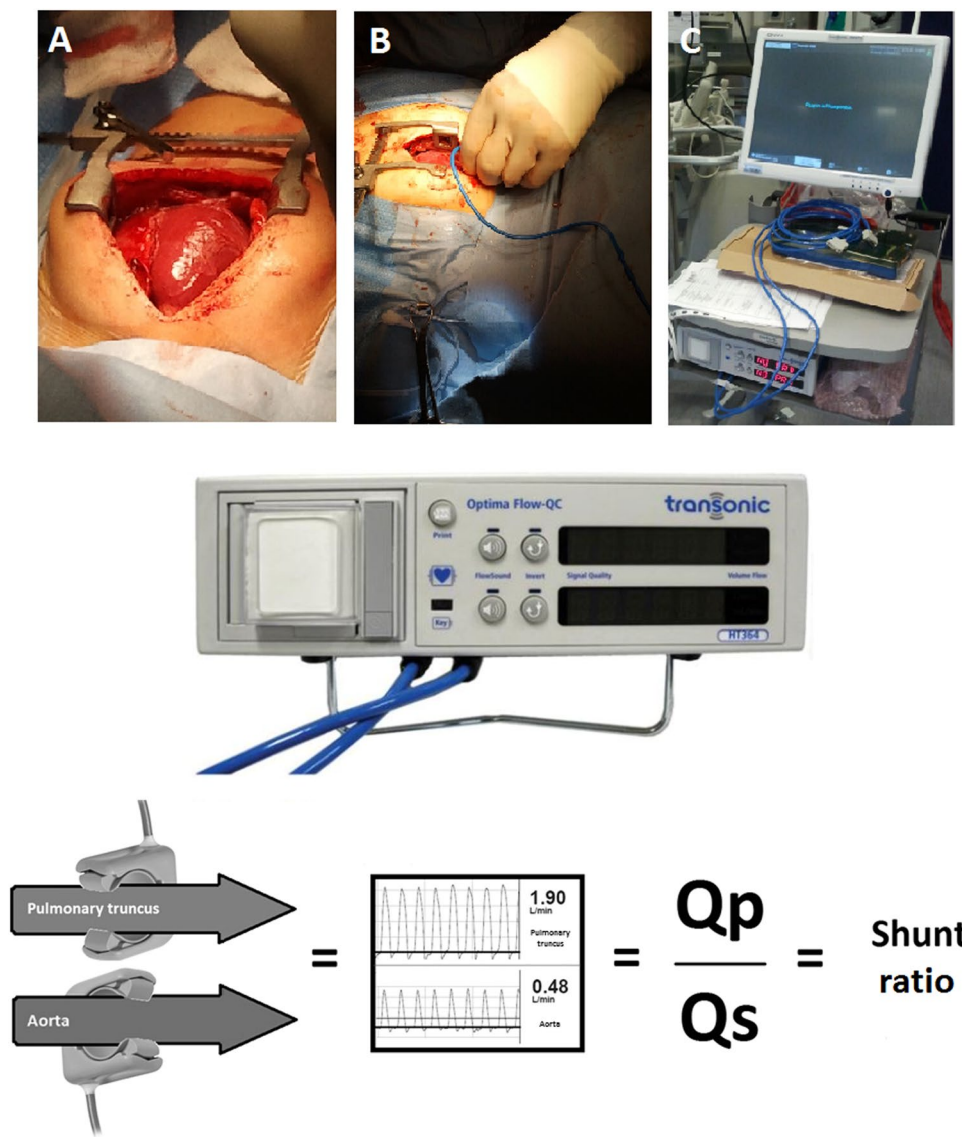 A
B
C
Optima Flow-QC
transonic
Print
FlowSound
Invert
Signal Quality
Volume Flow
Key
HT364
Pulmonary truncus
1.90
L/min
Pulmonary
truncus
0.48
L/min
Aorta
Aorta
=
=
Qp
Qs
=
Shunt
ratio